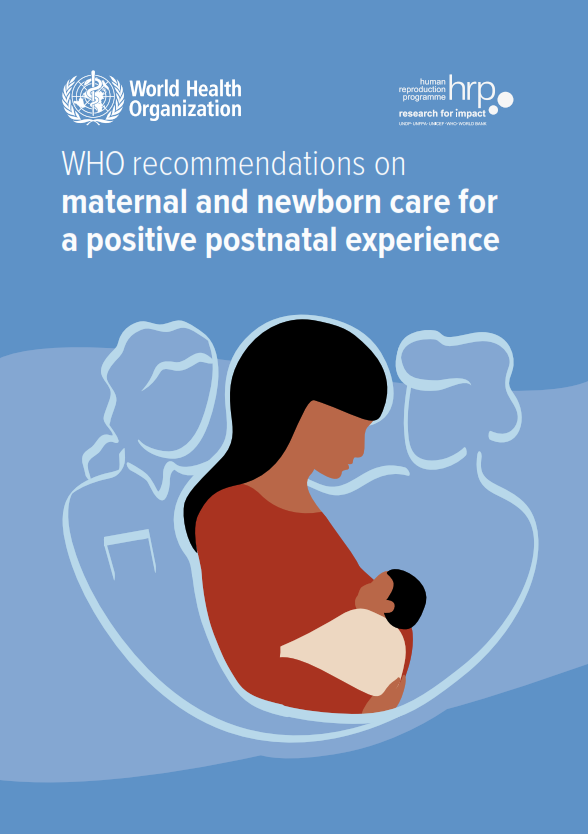 World Health
Organization
human
reproduction
programme
hrp
research for impact
UNDP·UNFPA·UNICEF·WHO·WORLD BANK
WHO recommendations on
maternal and newborn care for
a positive postnatal experience